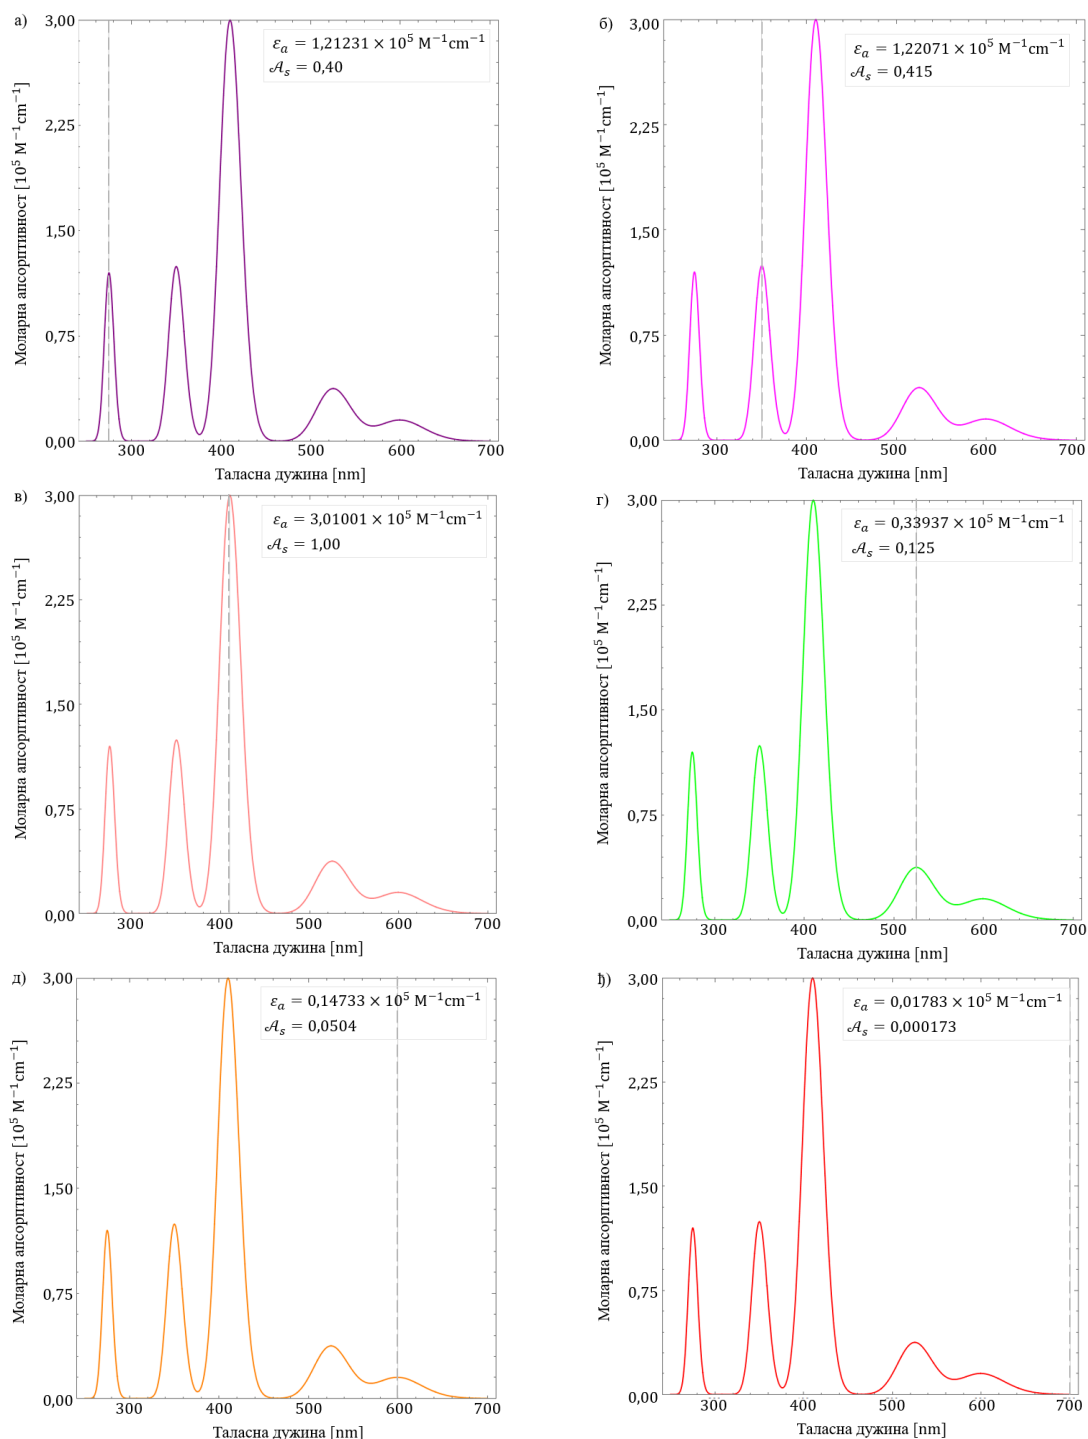 а)
3,00
2,25
1,50
0,75
0,00
300
400
500
600
700
Моларна апсорптивност [10⁵ M⁻¹cm⁻¹]
Таласна дужина [nm]
𝜀ₐ = 1,21231 × 10⁵ M⁻¹cm⁻¹
𝒜ₛ = 0,40
б)
3,00
2,25
1,50
0,75
0,00
300
400
500
600
700
Моларна апсорптивност [10⁵ M⁻¹cm⁻¹]
Таласна дужина [nm]
𝜀ₐ = 1,22071 × 10⁵ M⁻¹cm⁻¹
𝒜ₛ = 0,415
в)
3,00
2,25
1,50
0,75
0,00
300
400
500
600
700
Моларна апсорптивност [10⁵ M⁻¹cm⁻¹]
Таласна дужина [nm]
𝜀ₐ = 3,01001 × 10⁵ M⁻¹cm⁻¹
𝒜ₛ = 1,00
г)
3,00
2,25
1,50
0,75
0,00
300
400
500
600
700
Моларна апсорптивност [10⁵ M⁻¹cm⁻¹]
Таласна дужина [nm]
𝜀ₐ = 0,33937 × 10⁵ M⁻¹cm⁻¹
𝒜ₛ = 0,125
д)
3,00
2,25
1,50
0,75
0,00
300
400
500
600
700
Моларна апсорптивност [10⁵ M⁻¹cm⁻¹]
Таласна дужина [nm]
𝜀ₐ = 0,14733 × 10⁵ M⁻¹cm⁻¹
𝒜ₛ = 0,0504
ђ)
3,00
2,25
1,50
0,75
0,00
300
400
500
600
700
Моларна апсорптивност [10⁵ M⁻¹cm⁻¹]
Таласна дужина [nm]
𝜀ₐ = 0,01783 × 10⁵ M⁻¹cm⁻¹
𝒜ₛ = 0,000173